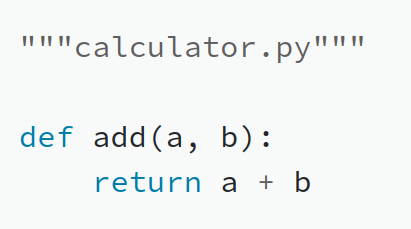 """calculator.py"""
def add(a, b):
    return a + b